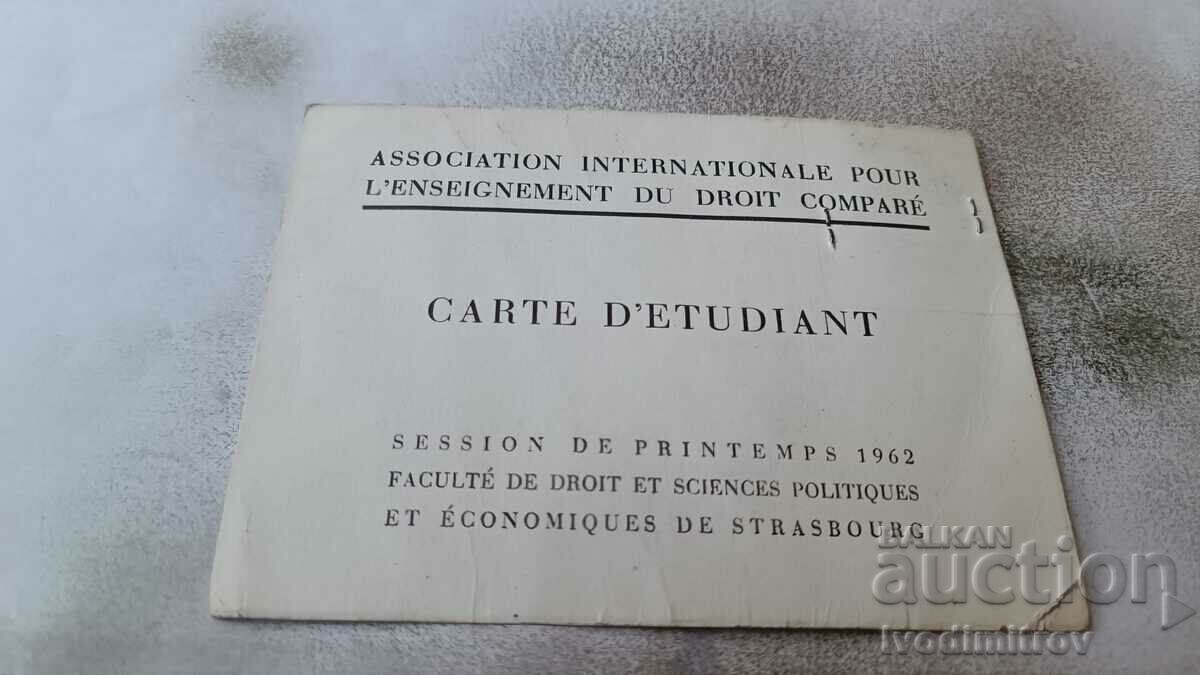 ASSOCIATION INTERNATIONALE POUR
L'ENSEIGNEMENT DU DROIT COMPARÉ
CARTE D'ETUDIANT
SESSION DE PRINTEMPS 1962
FACULTÉ DE DROIT ET SCIENCES POLITIQUES
ET ÉCONOMIQUES DE STRASBOURG
BALKAN
auction
Ivodimitrov